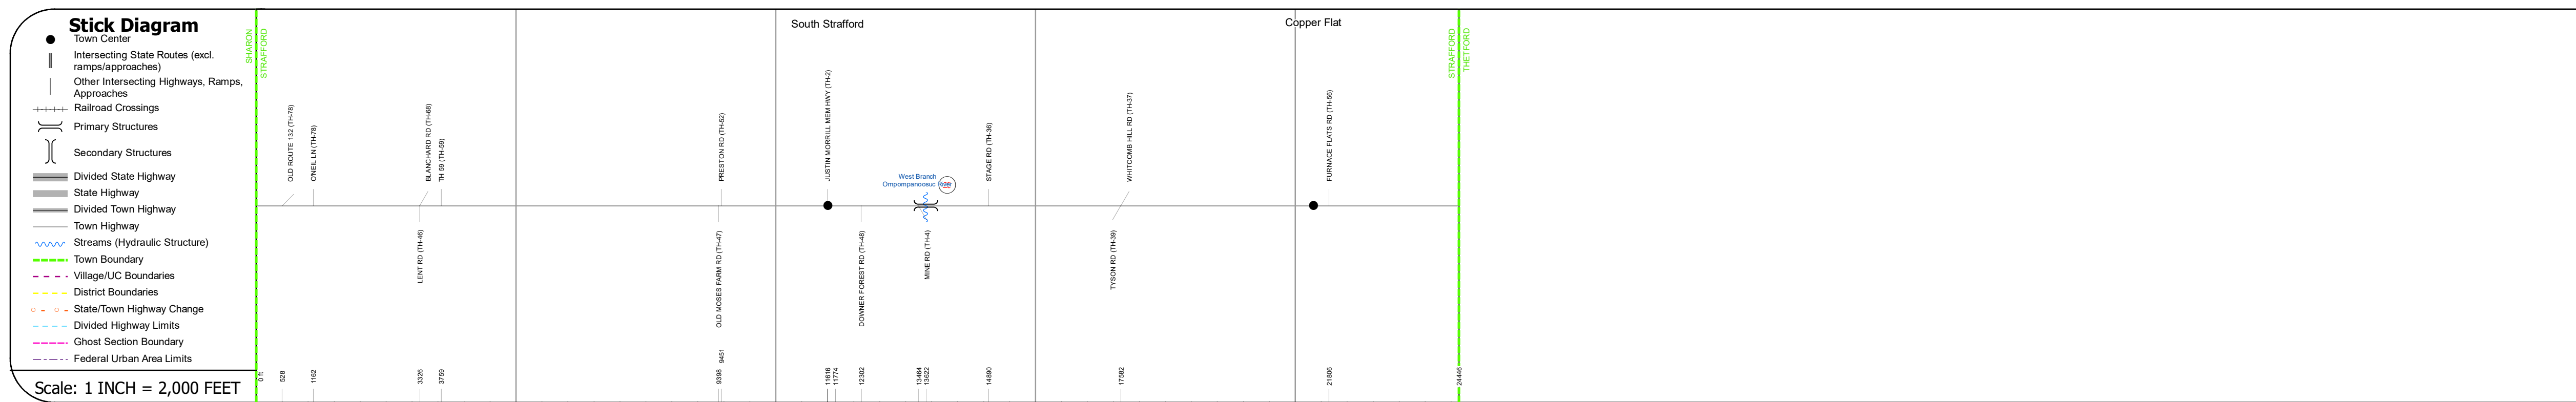 Stick Diagram
Town Center
Intersecting State Routes (excl.
ramps/approaches)
Other Intersecting Highways, Ramps,
Approaches
Railroad Crossings
Primary Structures
Secondary Structures
Divided State Highway
State Highway
Divided Town Highway
Town Highway
Streams (Hydraulic Structure)
Town Boundary
Village/UC Boundaries
District Boundaries
State/Town Highway Change
Divided Highway Limits
Ghost Section Boundary
Federal Urban Area Limits
Scale: 1 INCH = 2,000 FEET
SHARON
STRAFFORD
South Strafford
Copper Flat
STRAFFORD
THETFORD
OLD ROUTE 132 (TH-78)
O'NEIL LN (TH-78)
BLANCHARD RD (TH-68)
TH 59 (TH-59)
PRESTON RD (TH-52)
JUSTIN MORRILL MEM HWY (TH-2)
West Branch
Ompompanoosuc River
STAGE RD (TH-36)
WHITCOMB HILL RD (TH-37)
FURNACE FLATS RD (TH-56)
LENT RD (TH-46)
OLD MOSES FARM RD (TH-47)
DOWNER FOREST RD (TH-48)
MINE RD (TH-4)
TYSON RD (TH-39)
0 ft
528
1162
3326
3759
9398
9451
11616
11774
12302
13464
13622
14890
17582
21806
24446